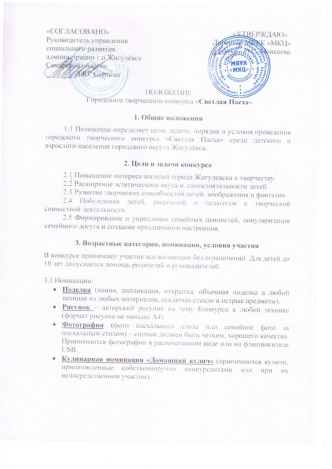 «СОГЛАСОВАНО»
Руководитель управления
социального развития
администрации г.о Жигулёвск
Самарской области
«УТВЕРЖДАЮ»
Директор МБУК «МКЦ»
МБУК
«МКЦ»
ПОЛОЖЕНИЕ
Городского творческого конкурса «Светлая Пасха»
1. Общие положения
1.1 Положение определяет цели, задачи, порядок и условия проведения
городского творческого конкурса «Светлая Пасха» среди детского и
взрослого населения городского округа Жигулёвск.
2. Цели и задачи конкурса
2.1 Повышение интереса жителей города Жигулевска к творчеству.
2.2 Расширение эстетического вкуса и самостоятельности детей.
2.3 Развитие творческих способностей детей, воображения и фантазии.
2.4 Побуждение детей, родителей и педагогов к творческой
совместной деятельности.
2.5 Формирование и укрепление семейных ценностей, популяризация
семейного досуга и создание праздничного настроения.
3. Возрастные категории, номинации, условия участия
В конкурсе принимают участие все желающие без ограничений. Для детей до
10 лет допускается помощь родителей и руководителей.
3.1 Номинации:
• Поделка (панно, аппликация, открытка, объемная поделка в любой
технике из любых материалов, исключая стекло и острые предметы).
• Рисунок – авторский рисунок на тему Конкурса в любой технике
(формат рисунка не меньше А4).
• Фотография (фото пасхального стола или семейное фото за
пасхальным столом) - снимки должен быть четким, хорошего качества.
Принимаются фотографии в распечатанном виде или на флешносителе
USB.
• Кулинарная номинация «Домашний кулич» (принимаются куличи,
приготовленные собственноручно конкурсантами или при их
непосредственном участии).